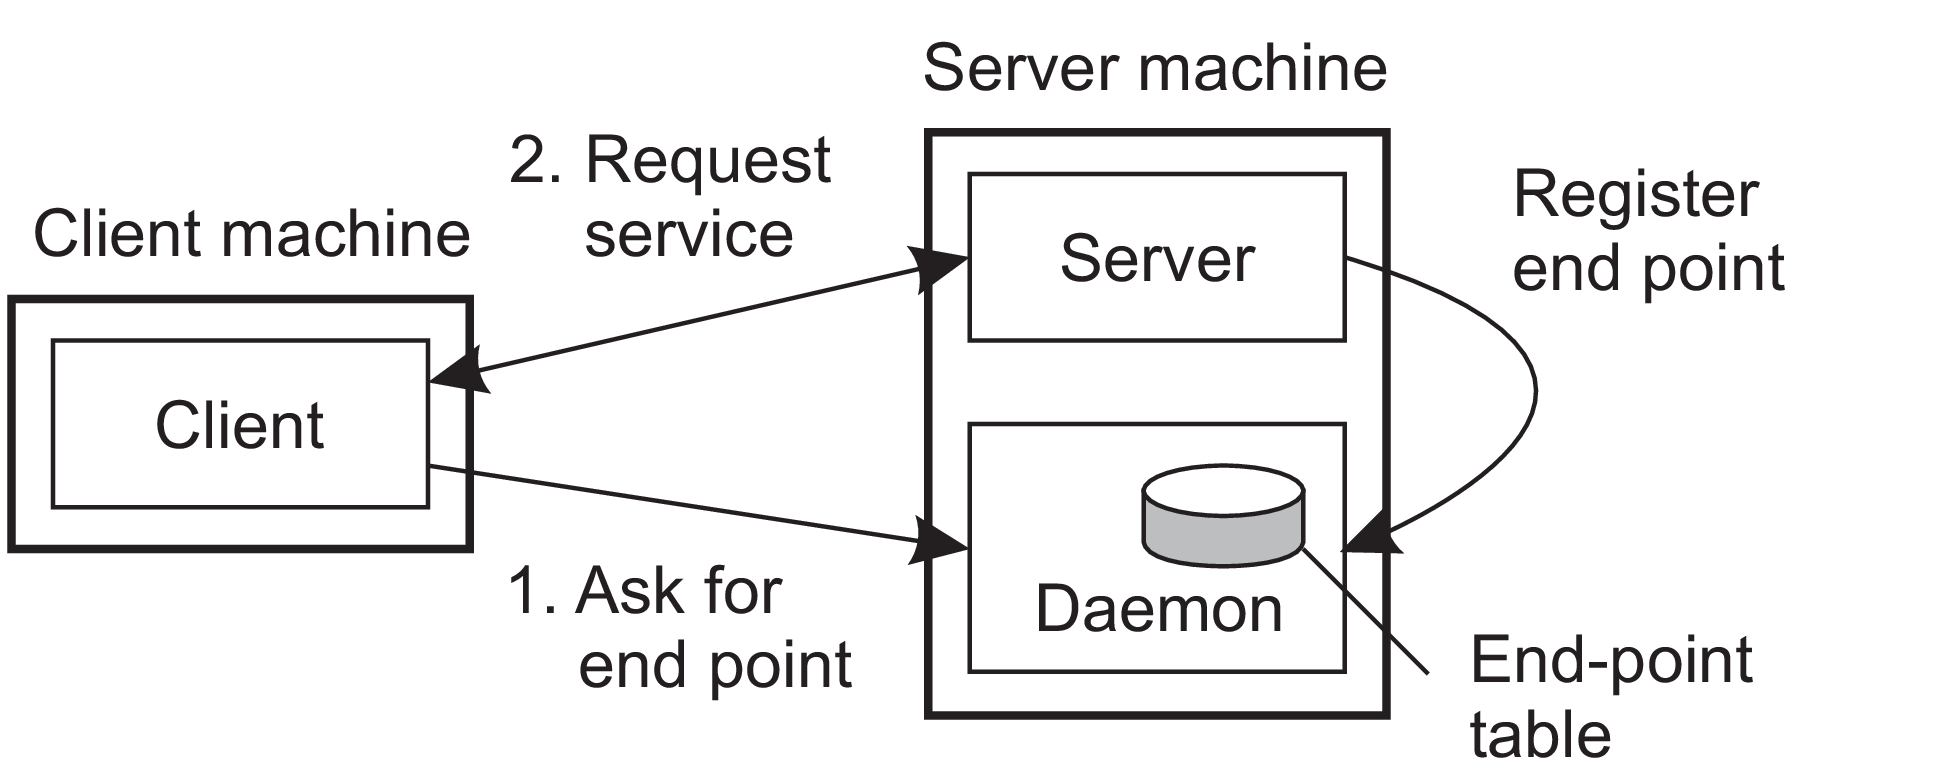 Server machine
2. Request
service
Register
end point
Client machine
Server
Client
1. Ask for
end point
Daemon
End-point
table